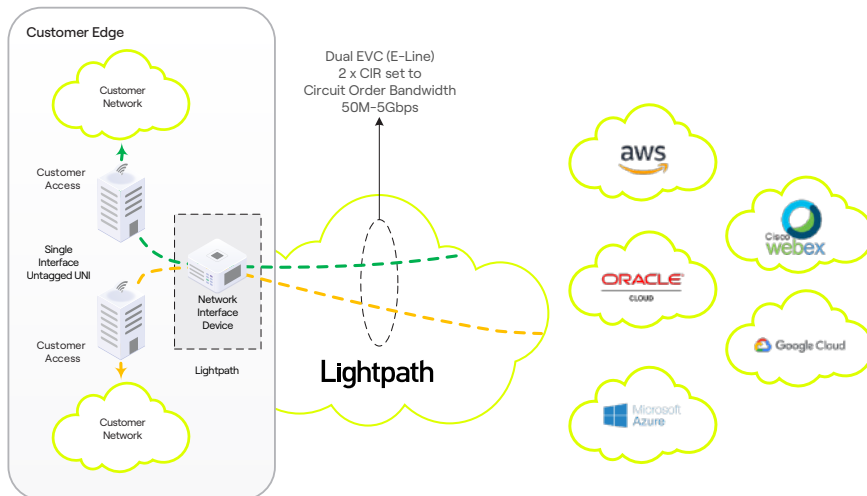 Customer Edge
Customer
Network
Customer
Access
Single
Interface
Untagged UNI
Customer
Access
Customer
Network
Network
Interface
Device
Lightpath
Dual EVC (E-Line)
2 x CIR set to
Circuit Order Bandwidth
50M-5Gbps
Lightpath
aws
Cisco
webex
ORACLE
CLOUD
Google Cloud
Microsoft
Azure